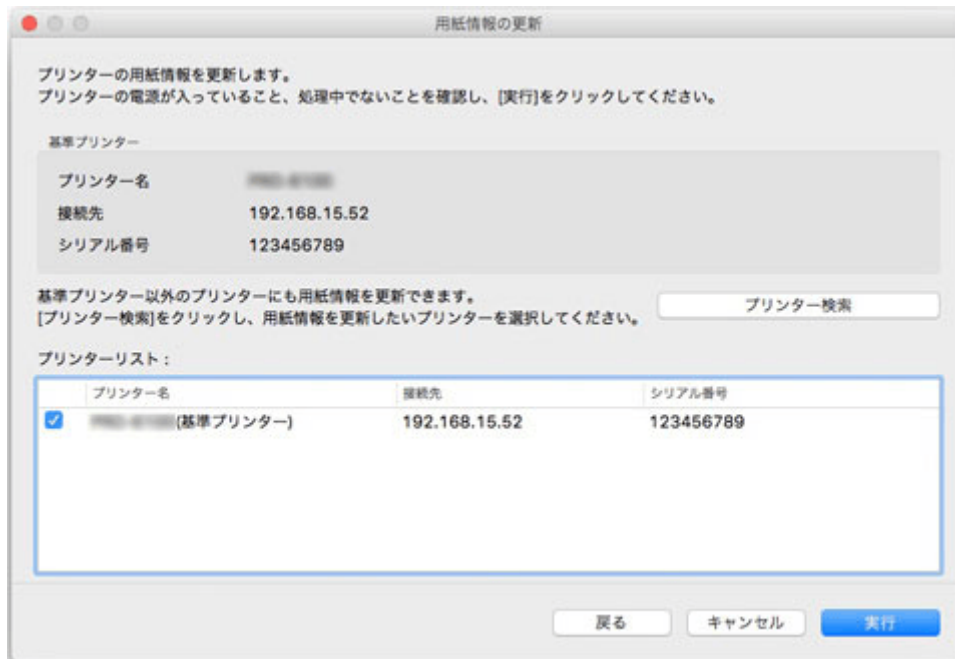 用紙情報の更新
プリンターの用紙情報を更新します。
プリンターの電源が入っていること、処理中でないことを確認し、[実行]をクリックしてください。
基準プリンター
プリンター名
接続先 192.168.15.52
シリアル番号 123456789
基準プリンター以外のプリンターにも用紙情報を更新できます。
[プリンター検索]をクリックし、用紙情報を更新したいプリンターを選択してください。
プリンター検索
プリンターリスト：
プリンター名 接続先 シリアル番号
(基準プリンター) 192.168.15.52 123456789
戻る キャンセル 実行